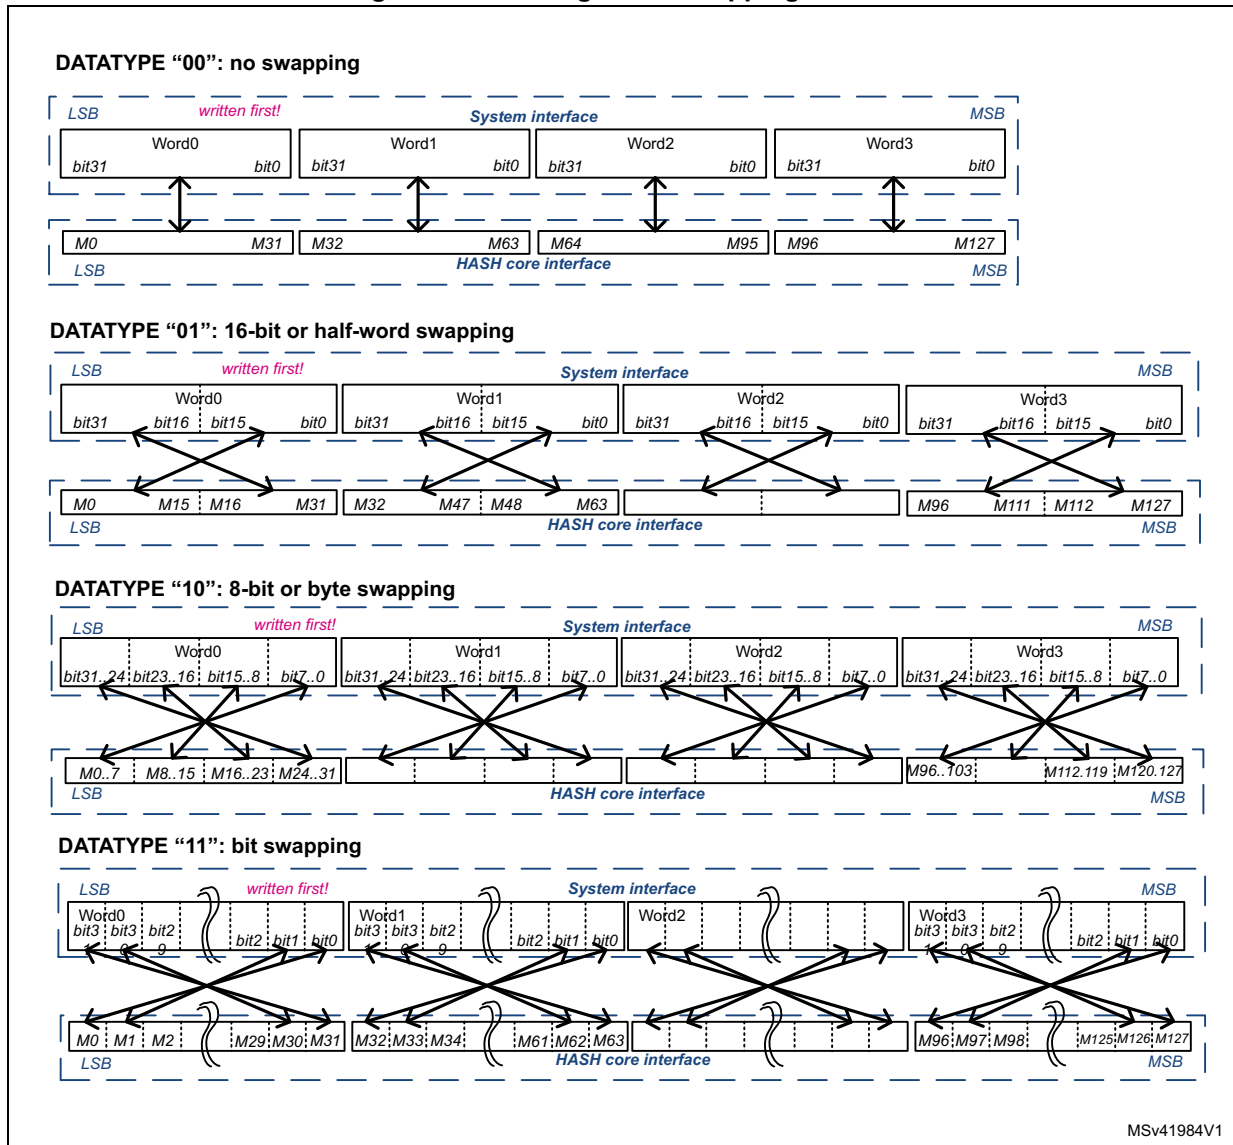 DATATYPE “00”: no swapping
LSB written first! System interface MSB
Word0 Word1 Word2 Word3
bit31 bit0 bit31 bit0 bit31 bit0 bit31 bit0
M0 M31 M32 M63 M64 M95 M96 M127
LSB HASH core interface MSB
DATATYPE “01”: 16-bit or half-word swapping
LSB written first! System interface MSB
Word0 Word1 Word2 Word3
bit31 bit16 bit15 bit0 bit31 bit16 bit15 bit0 bit31 bit16 bit15 bit0 bit31 bit16 bit15 bit0
M0 M15 M16 M31 M32 M47 M48 M63 M96 M111 M112 M127
LSB HASH core interface MSB
DATATYPE “10”: 8-bit or byte swapping
LSB written first! System interface MSB
Word0 Word1 Word2 Word3
bit31..24 bit23..16 bit15..8 bit7..0 bit31..24 bit23..16 bit15..8 bit7..0 bit31..24 bit23..16 bit15..8 bit7..0 bit31..24 bit23..16 bit15..8 bit7..0
M0..7 M8..15 M16..23 M24..31 M96..103 M112.119 M120.127
LSB HASH core interface MSB
DATATYPE “11”: bit swapping
LSB written first! System interface MSB
Word0 Word1 Word2 Word3
bit31 bit30 bit29 bit2 bit1 bit0 bit31 bit30 bit29 bit2 bit1 bit0 bit31 bit30 bit29 bit2 bit1 bit0
M0 M1 M2 M29 M30 M31 M32 M33 M34 M61 M62 M63 M96 M97 M98 M125 M126 M127
LSB HASH core interface MSB
MSv41984V1